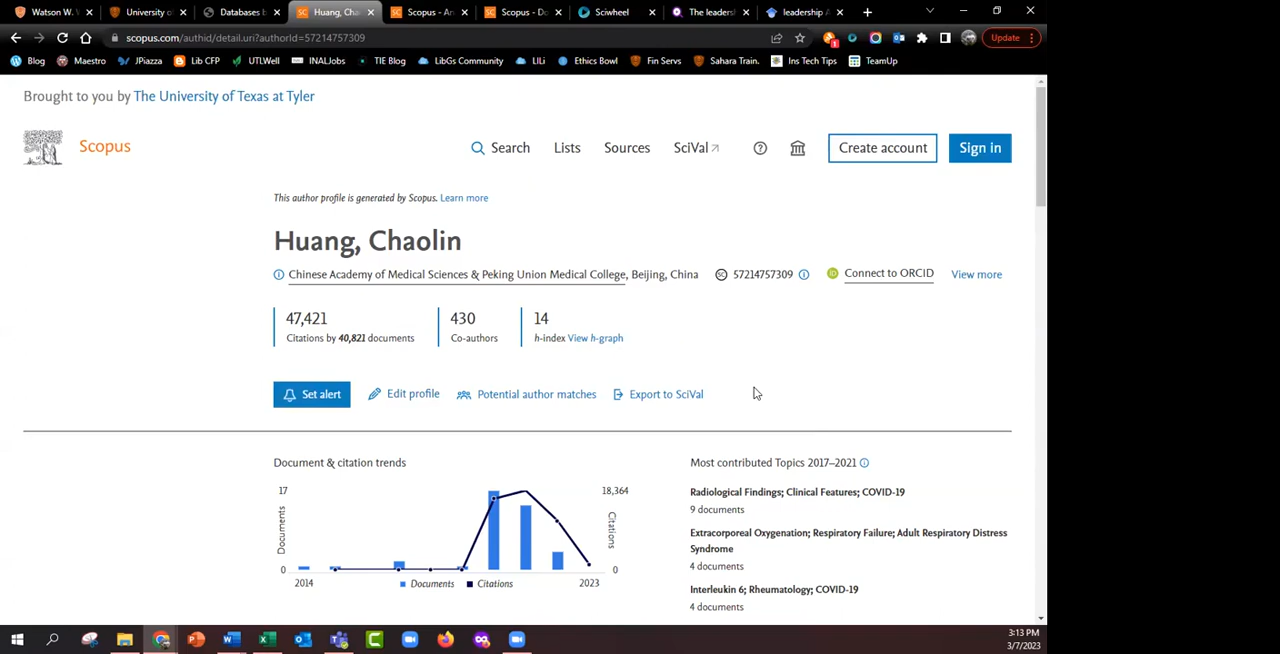 Watson W.
University of
Databases b
Huang, Cha
Scopus - An
Scopus - Do
Sciwheel
The leaders
leadership A
scopus.com/authid/detail.uri?authorId=57214757309
1
Update
Blog
Maestro
JPiazza
Lib CFP
UTLWell
INALJobs
TIE Blog
LibGs Community
LILi
Ethics Bowl
Fin Servs
Sahara Train.
Ins Tech Tips
TeamUp
Brought to you by The University of Texas at Tyler
Scopus
Search
Lists
Sources
SciVal
Create account
Sign in
This author profile is generated by Scopus. Learn more
Huang, Chaolin
Chinese Academy of Medical Sciences & Peking Union Medical College, Beijing, China
SC 57214757309
iD Connect to ORCID
View more
47,421
Citations by 40,821 documents
430
Co-authors
14
h-index View h-graph
Set alert
Edit profile
Potential author matches
Export to SciVal
Document & citation trends
17
Documents
0
18,364
Citations
0
2014
2023
Documents
Citations
Most contributed Topics 2017–2021
Radiological Findings; Clinical Features; COVID-19
9 documents
Extracorporeal Oxygenation; Respiratory Failure; Adult Respiratory Distress
Syndrome
4 documents
Interleukin 6; Rheumatology; COVID-19
4 documents
3:13 PM
3/7/2023